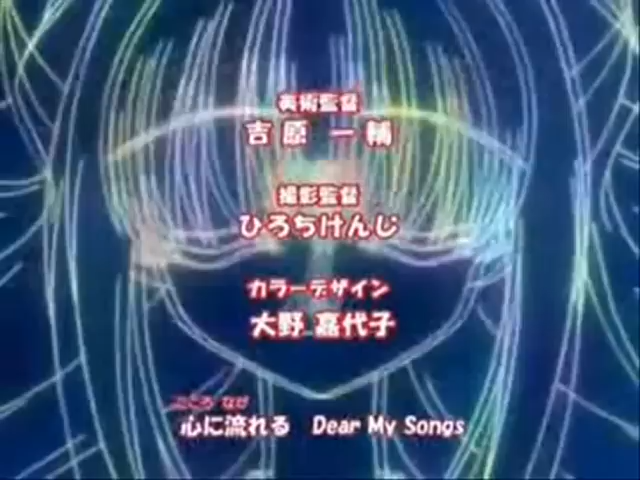 美術監督
吉原 一輔
撮影監督
ひろちけんじ
カラーデザイン
大野 嘉代子
こころ なが
心に流れる Dear My Songs